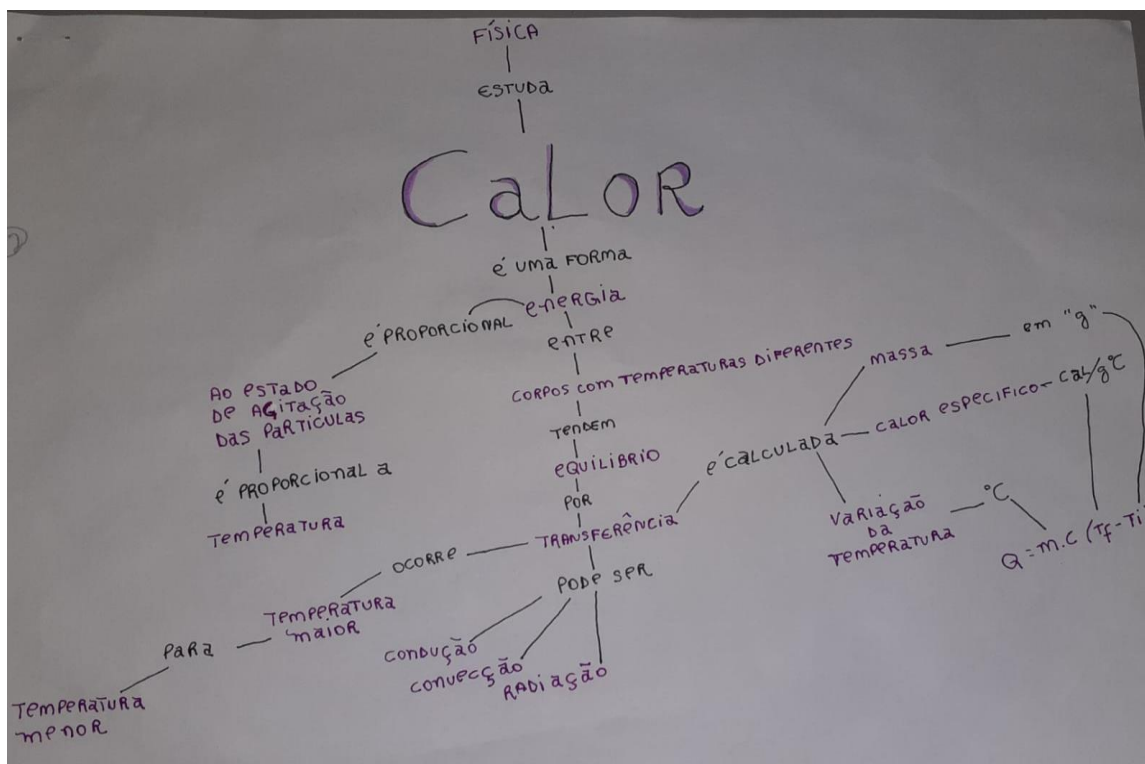 FÍSICA
ESTUDA
CALOR
é UMA FORMA
ENERGIA
é PROPORCIONAL
ENTRE
AO ESTADO
DE AGITAÇÃO
DAS PARTICULAS
é PROPORCIONAL A
TEMPERATURA
CORPOS COM TEMPERATURAS DIFERENTES
TENDEM
EQUILIBRIO
POR
TRANSFERÊNCIA
é CALCULADA
MASSA
em "g"
CALOR ESPECIFICO
Cal/g°C
VARIAÇÃO
DA
TEMPERATURA
°C
Q = m.C (Tf - Ti
OCORRE
TEMPERATURA
MAIOR
PARA
TEMPERATURA
MENOR
PODE SER
CONDUÇÃO
CONVECÇÃO
RADIAÇÃO